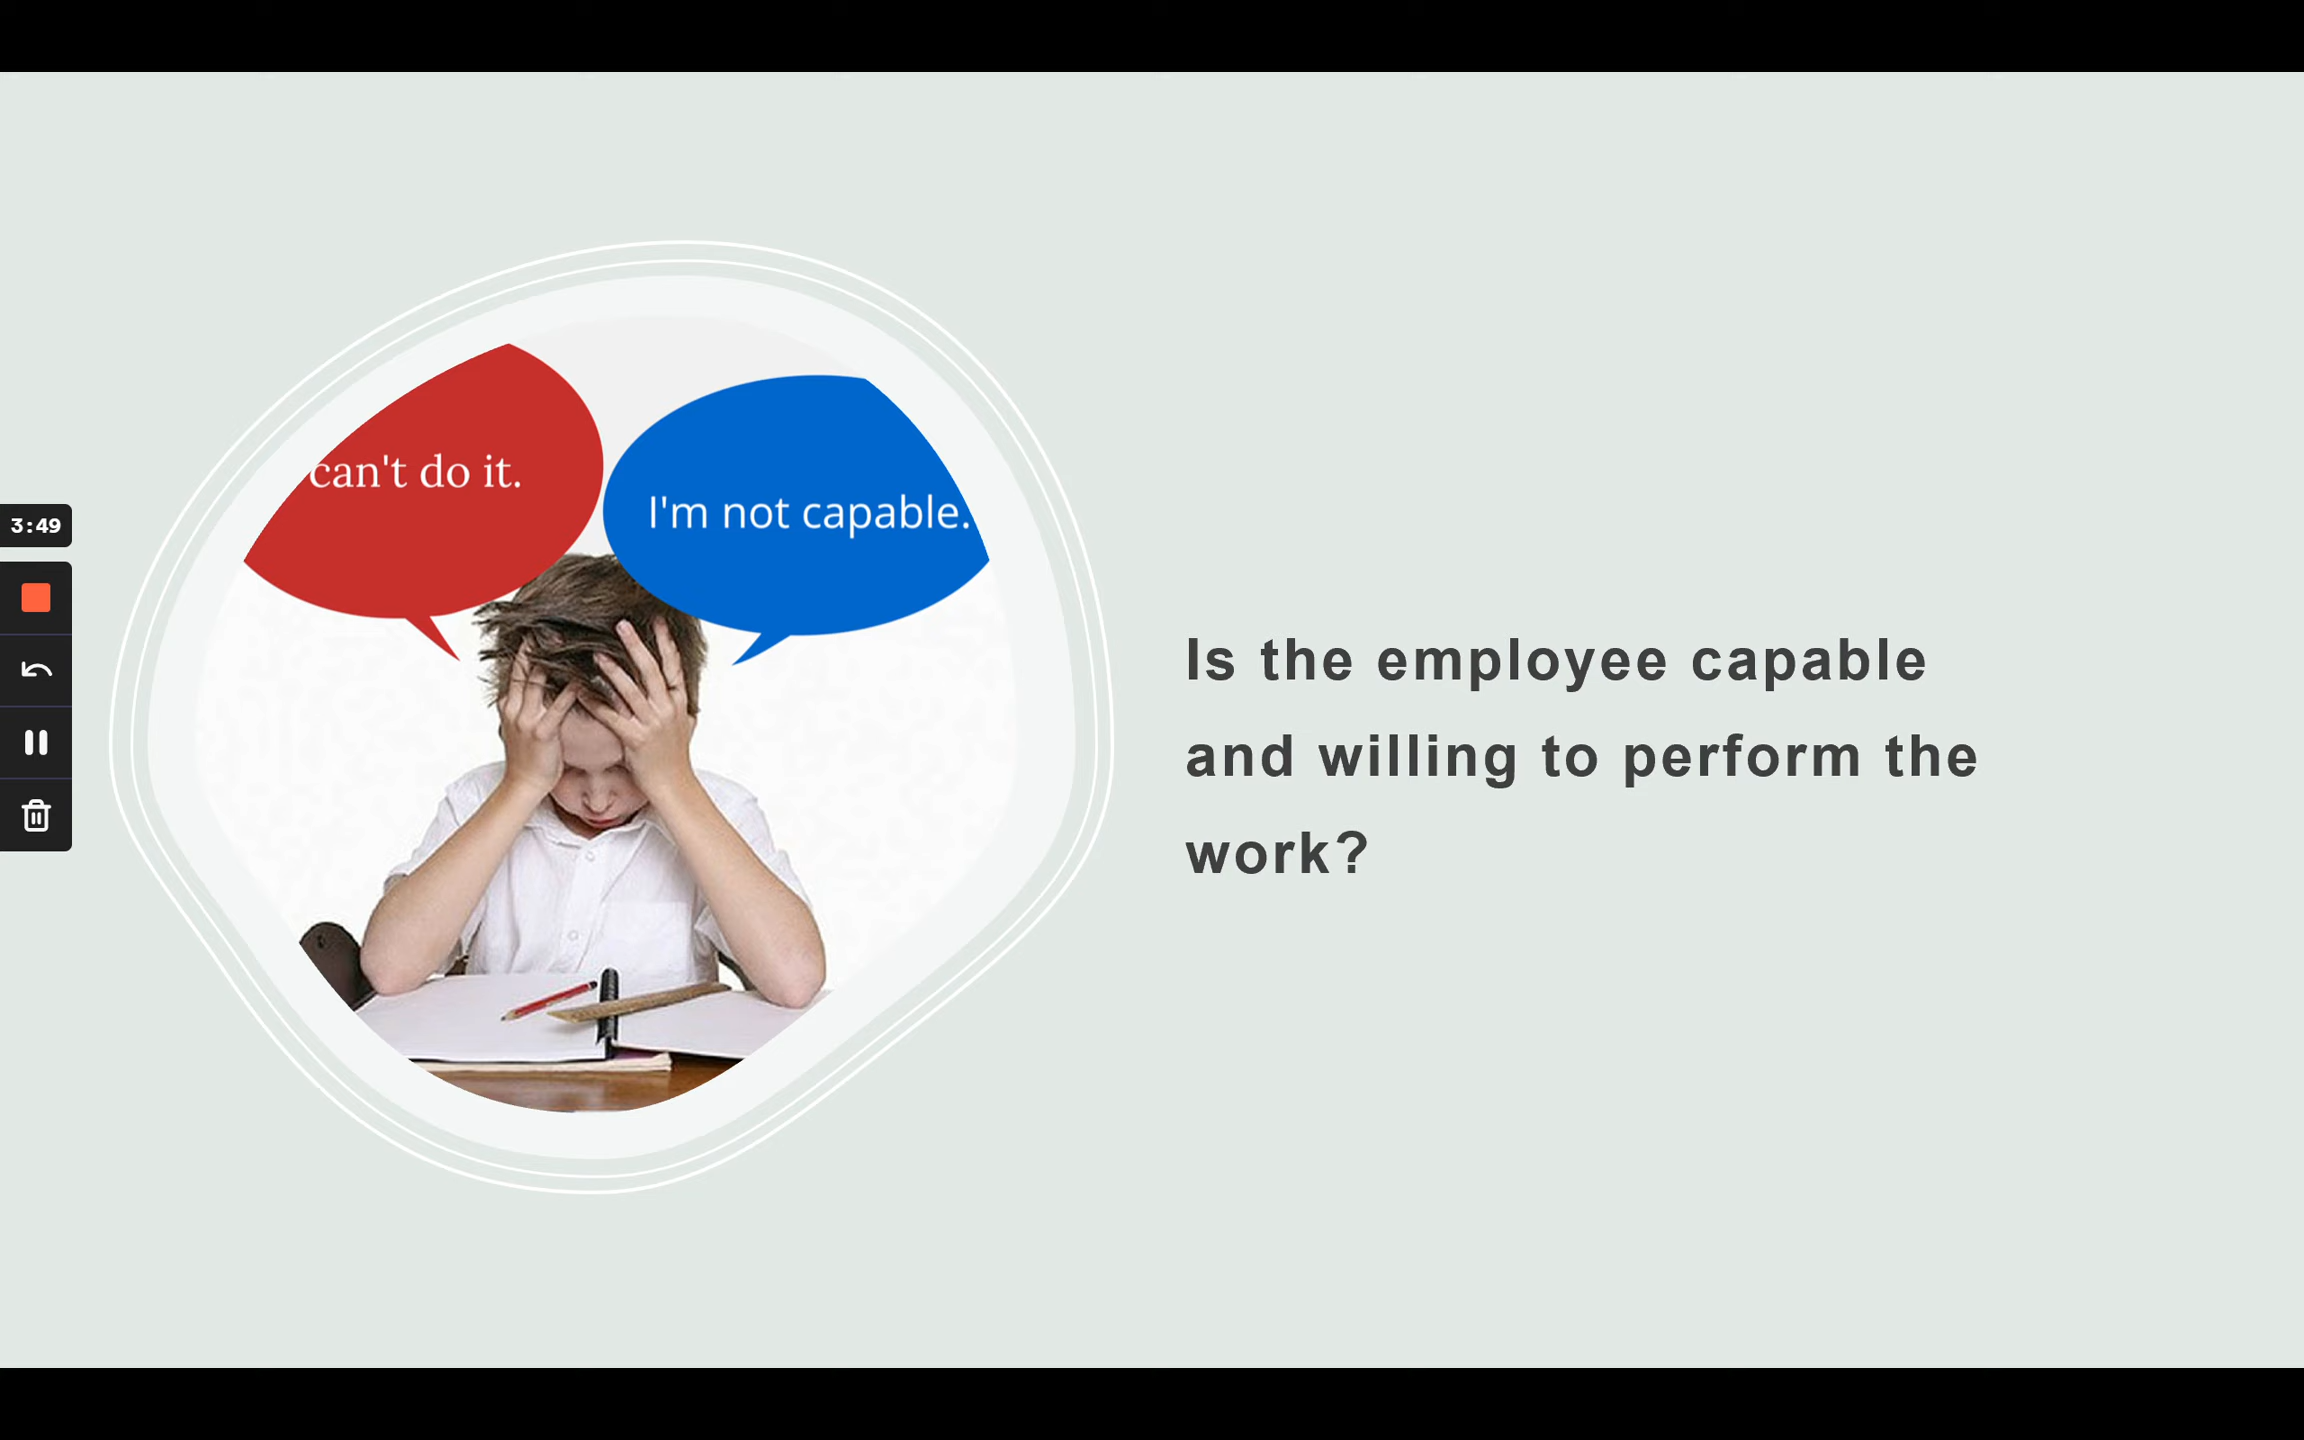 can't do it.
I'm not capable.
3:49
Is the employee capable
and willing to perform the
work?